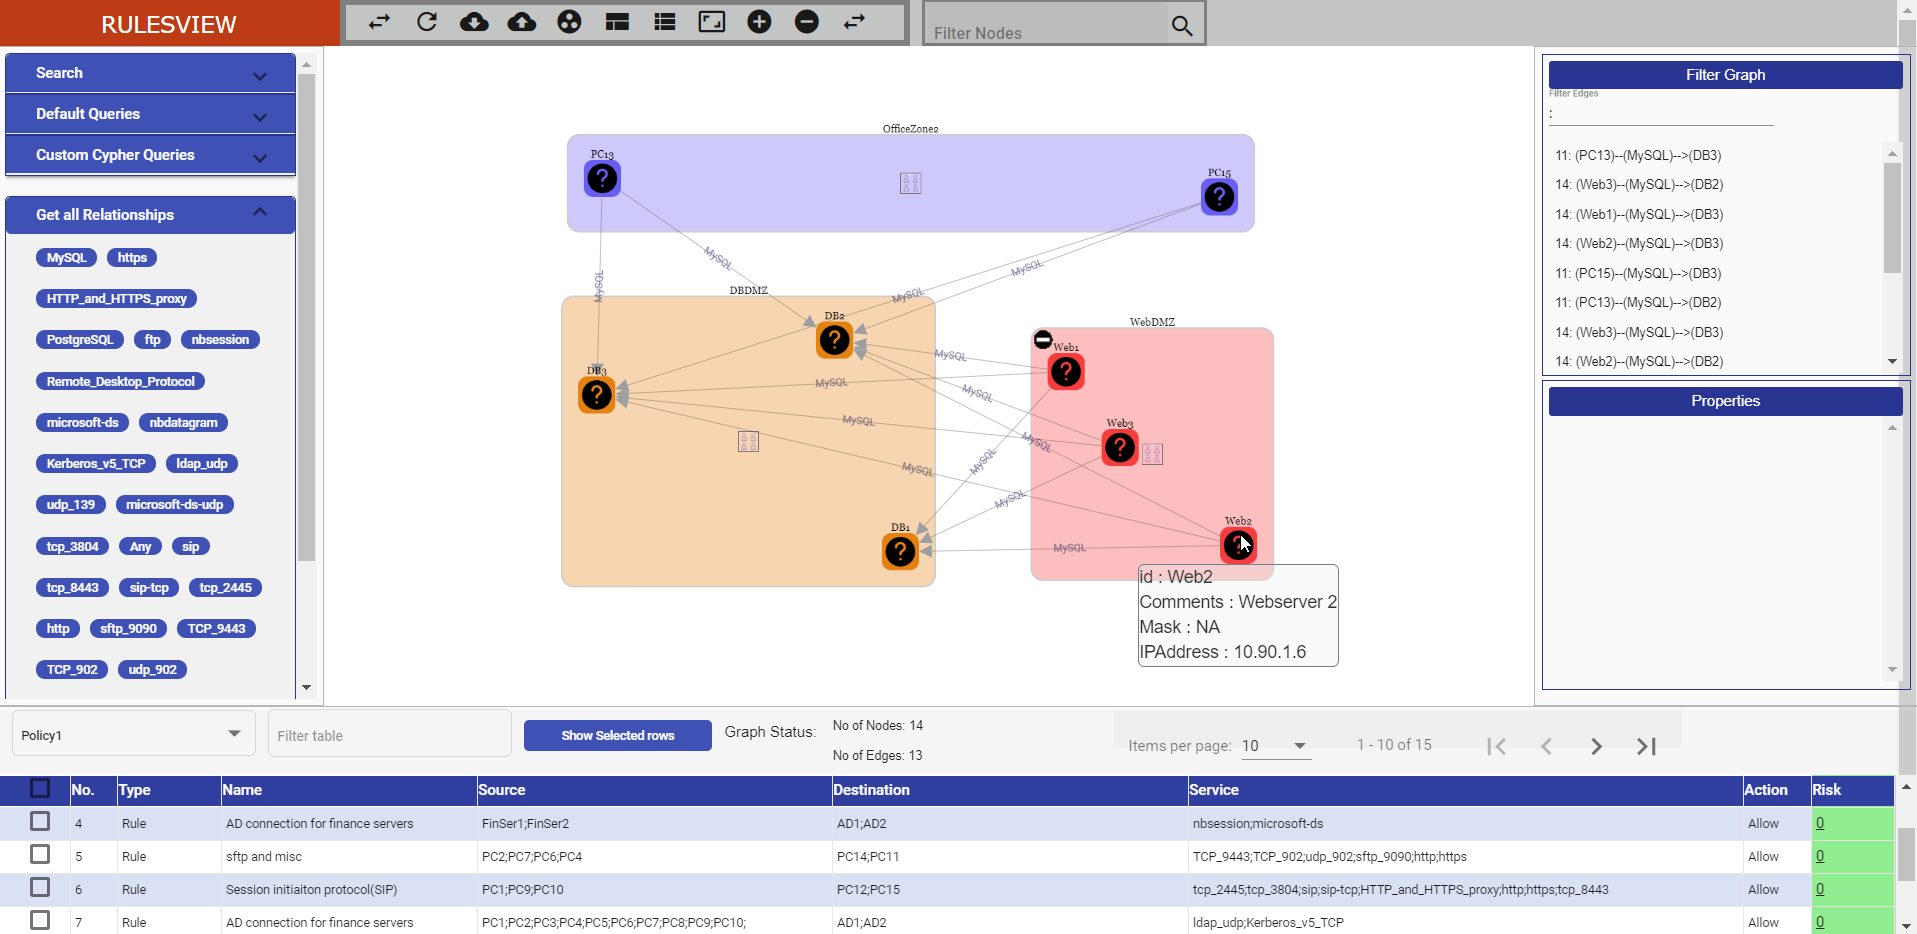 RULESVIEW
Filter Nodes
Search
Default Queries
Custom Cypher Queries
Get all Relationships
MySQL https
HTTP_and_HTTPS_proxy
PostgreSQL ftp nbsession
Remote_Desktop_Protocol
microsoft-ds nbdatagram
Kerberos_v5_TCP ldap_udp
udp_139 microsoft-ds-udp
tcp_3804 Any sip
tcp_8443 sip-tcp tcp_2445
http sftp_9090 TCP_9443
TCP_902 udp_902
OfficeZone2
PC13
?
PC15
?
MySQL
MySQL
MySQL
MySQL
DBDMZ
DB2
?
DB3
?
DB1
?
WebDMZ
Web1
?
Web3
?
Web2
?
MySQL
MySQL
MySQL
MySQL
MySQL
MySQL
MySQL
MySQL
MySQL
id : Web2
Comments : Webserver 2
Mask : NA
IPAddress : 10.90.1.6
Filter Graph
Filter Edges
:
11: (PC13)--(MySQL)-->(DB3)
14: (Web3)--(MySQL)-->(DB2)
14: (Web1)--(MySQL)-->(DB3)
14: (Web2)--(MySQL)-->(DB3)
11: (PC15)--(MySQL)-->(DB3)
11: (PC13)--(MySQL)-->(DB2)
14: (Web3)--(MySQL)-->(DB3)
14: (Web2)--(MySQL)-->(DB2)
Properties
Policy1
Filter table
Show Selected rows
Graph Status:
No of Nodes: 14
No of Edges: 13
Items per page: 10 1 - 10 of 15
No. Type Name Source Destination Service Action Risk
4 Rule AD connection for finance servers FinSer1;FinSer2 AD1;AD2 nbsession;microsoft-ds Allow 0
5 Rule sftp and misc PC2;PC7;PC6;PC4 PC14;PC11 TCP_9443;TCP_902;udp_902;sftp_9090;http;https Allow 0
6 Rule Session initiaiton protocol(SIP) PC1;PC9;PC10 PC12;PC15 tcp_2445;tcp_3804;sip;sip-tcp;HTTP_and_HTTPS_proxy;http;https;tcp_8443 Allow 0
7 Rule AD connection for finance servers PC1;PC2;PC3;PC4;PC5;PC6;PC7;PC8;PC9;PC10; AD1;AD2 ldap_udp;Kerberos_v5_TCP Allow 0